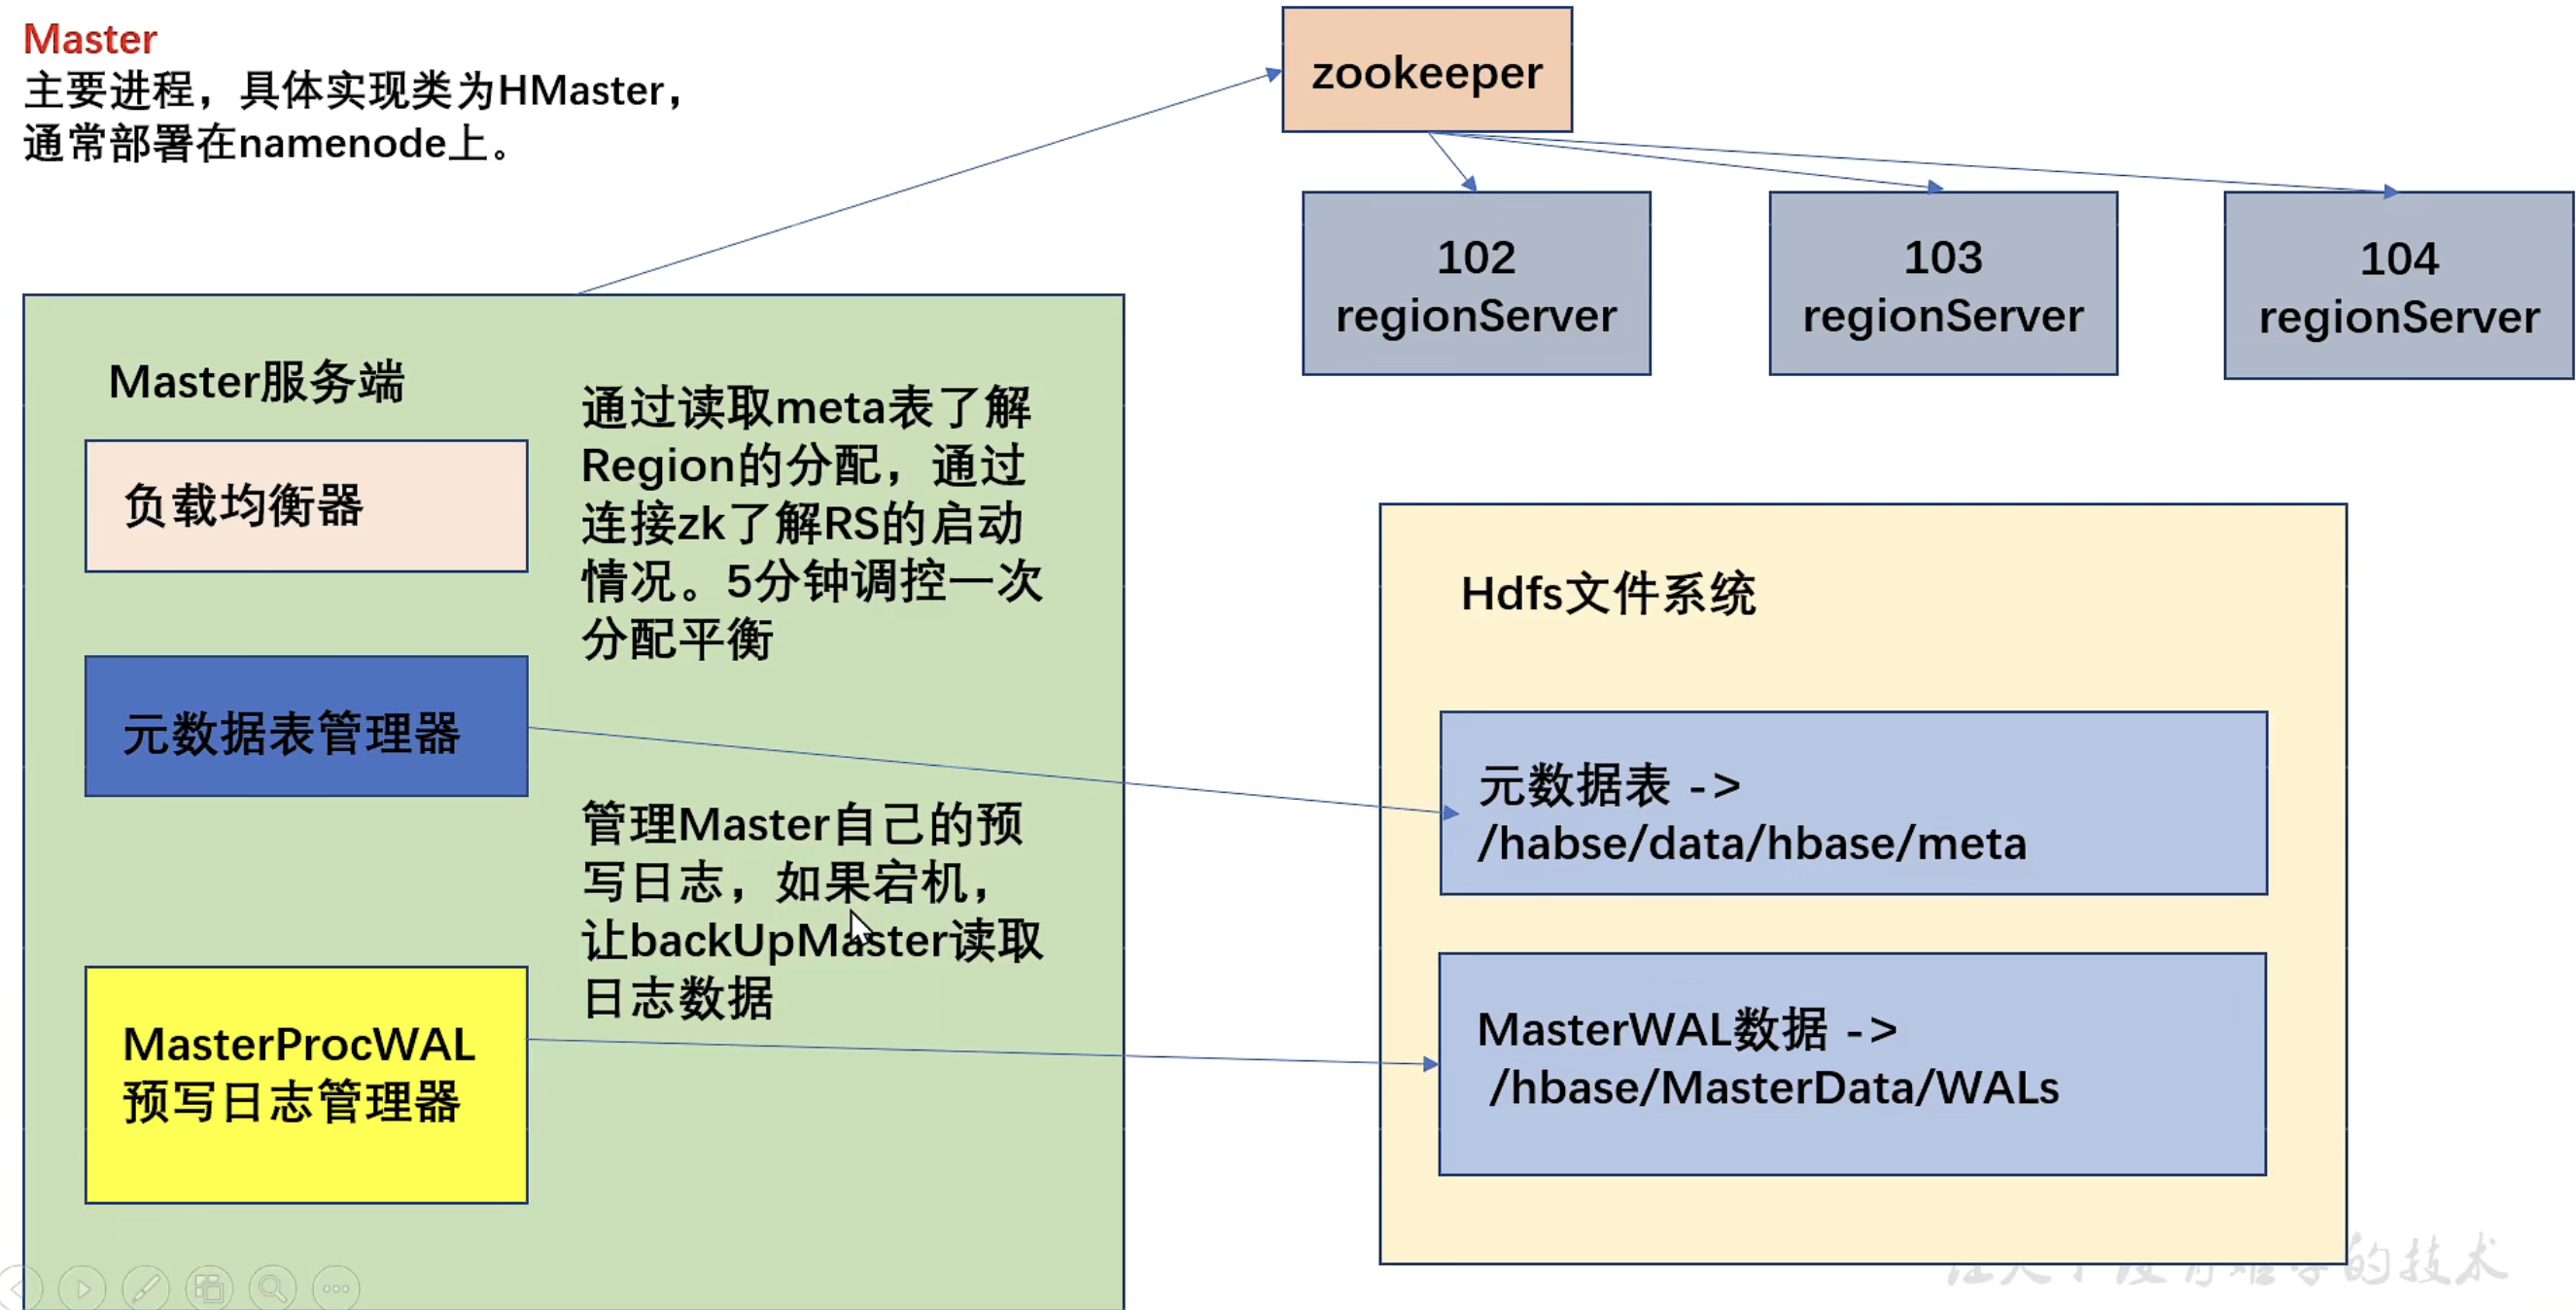 Master
主要进程，具体实现类为HMaster，
通常部署在namenode上。
zookeeper
102
regionServer
103
regionServer
104
regionServer
Master服务端
负载均衡器
通过读取meta表了解
Region的分配，通过
连接zk了解RS的启动
情况。5分钟调控一次
分配平衡
元数据表管理器
管理Master自己的预
写日志，如果宕机，
让backUpMaster读取
日志数据
MasterProcWAL
预写日志管理器
Hdfs文件系统
元数据表 ->
/habse/data/hbase/meta
MasterWAL数据 ->
/hbase/MasterData/WALs
的技术